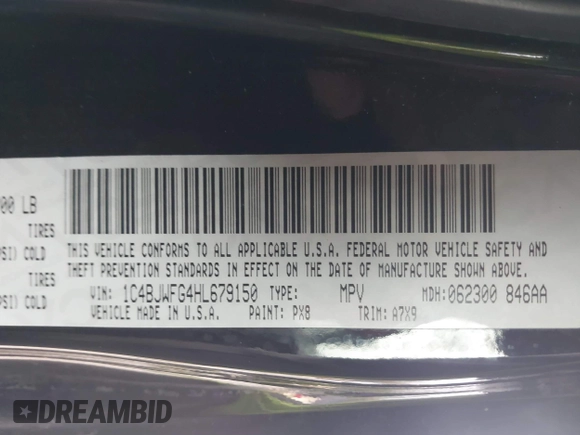 00 LB
TIRES
PSI) COLD
TIRES
PSI) COLD
THIS VEHICLE CONFORMS TO ALL APPLICABLE U.S.A. FEDERAL MOTOR VEHICLE SAFETY AND
THEFT PREVENTION STANDARDS IN EFFECT ON THE DATE OF MANUFACTURE SHOWN ABOVE.
VIN: 1C4BJWFG4HL679150 TYPE: MPV MDH: 062300 846AA
VEHICLE MADE IN U.S.A. PAINT: PX8 TRIM: A7X9
DREAMBID